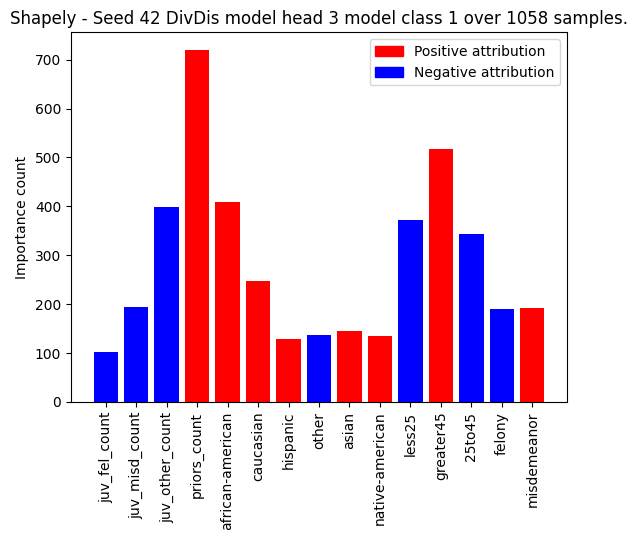 Shapely - Seed 42 DivDis model head 3 model class 1 over 1058 samples.
Positive attribution
Negative attribution
Importance count
700
600
500
400
300
200
100
0
juv_fel_count
juv_misd_count
juv_other_count
priors_count
african-american
caucasian
hispanic
other
asian
native-american
less25
greater45
25to45
felony
misdemeanor